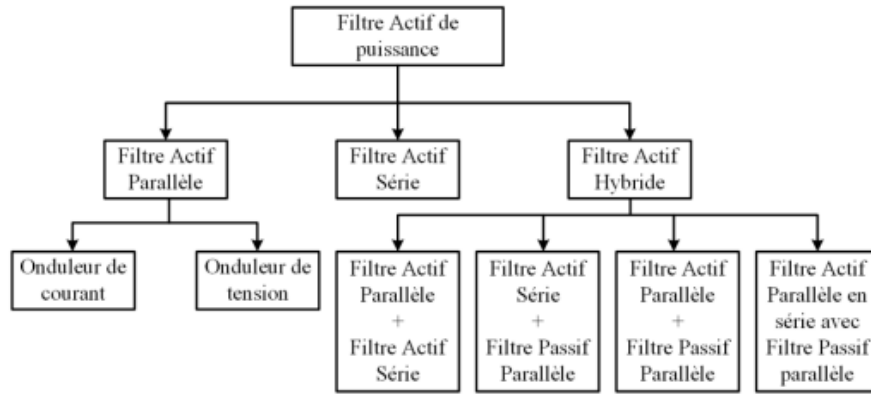 Filtre Actif de
puissance
Filtre Actif
Parallèle
Filtre Actif
Série
Filtre Actif
Hybride
Onduleur de
courant
Onduleur de
tension
Filtre Actif
Parallèle
+
Filtre Actif
Série
Filtre Actif
Série
+
Filtre Passif
Parallèle
Filtre Actif
Parallèle
+
Filtre Passif
Parallèle
Filtre Actif
Parallèle en
série avec
Filtre Passif
parallèle